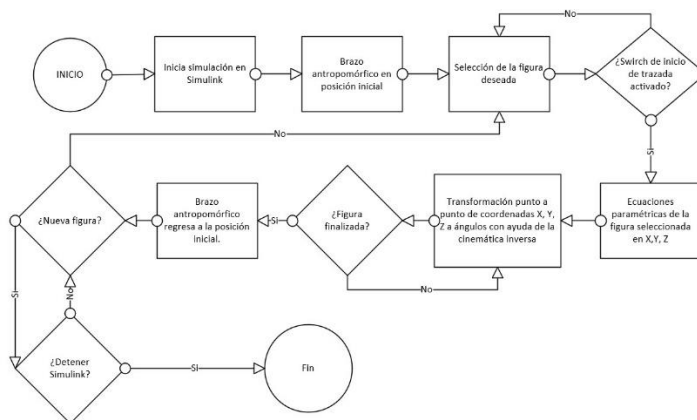 No
INICIO
Inicia simulación en
Simulink
Brazo
antropomórfico en
posición inicial
Selección de la figura
deseada
¿Swirch de inicio
de trazada
activado?
No
Si
¿Nueva figura?
Brazo
antropomórfico
regresa a la posición
inicial.
Si
¿Figura
finalizada?
Transformación punto a
punto de coordenadas X, Y,
Z a ángulos con ayuda de la
cinemática inversa
Ecuaciones
paramétricas de la
figura seleccionada
en X,Y, Z
No
Si
No
¿Detener
Simulink?
Si
Fin